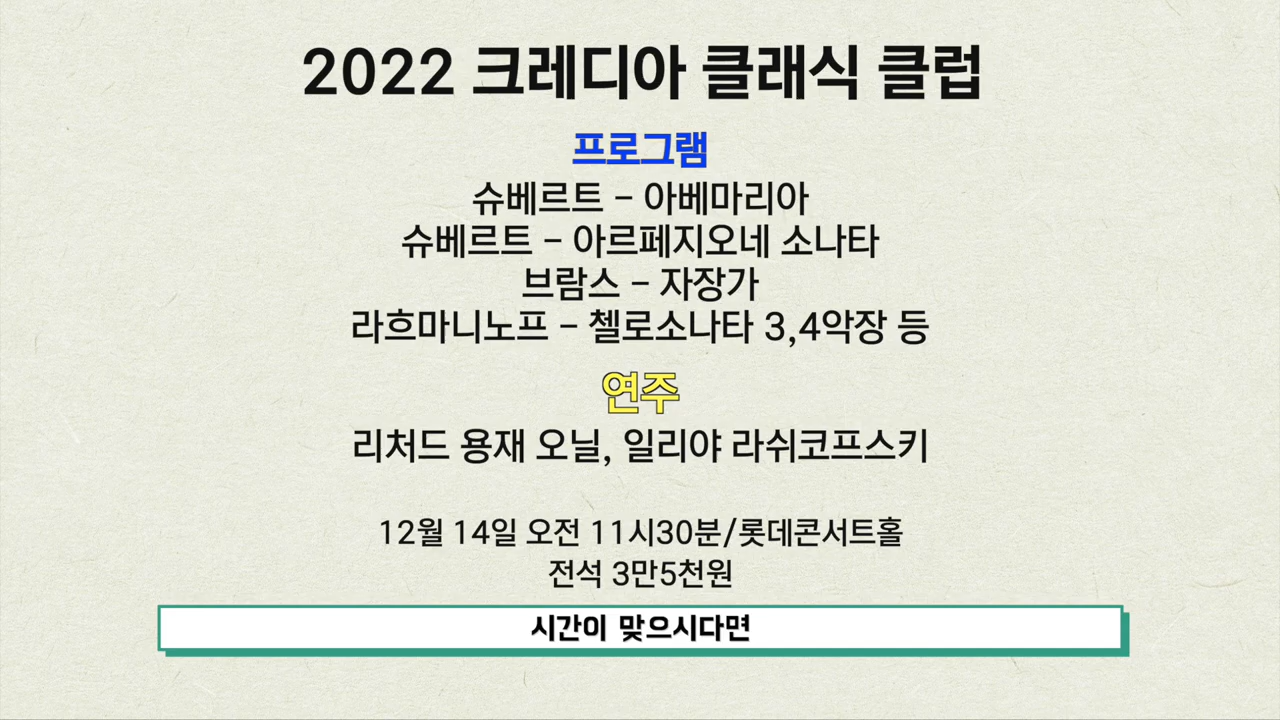 2022 크레디아 클래식 클럽
프로그램
슈베르트 - 아베마리아
슈베르트 - 아르페지오네 소나타
브람스 - 자장가
라흐마니노프 - 첼로소나타 3,4악장 등
연주
리처드 용재 오닐, 일리야 라쉬코프스키
12월 14일 오전 11시30분/롯데콘서트홀
전석 3만5천원
시간이 맞으시다면